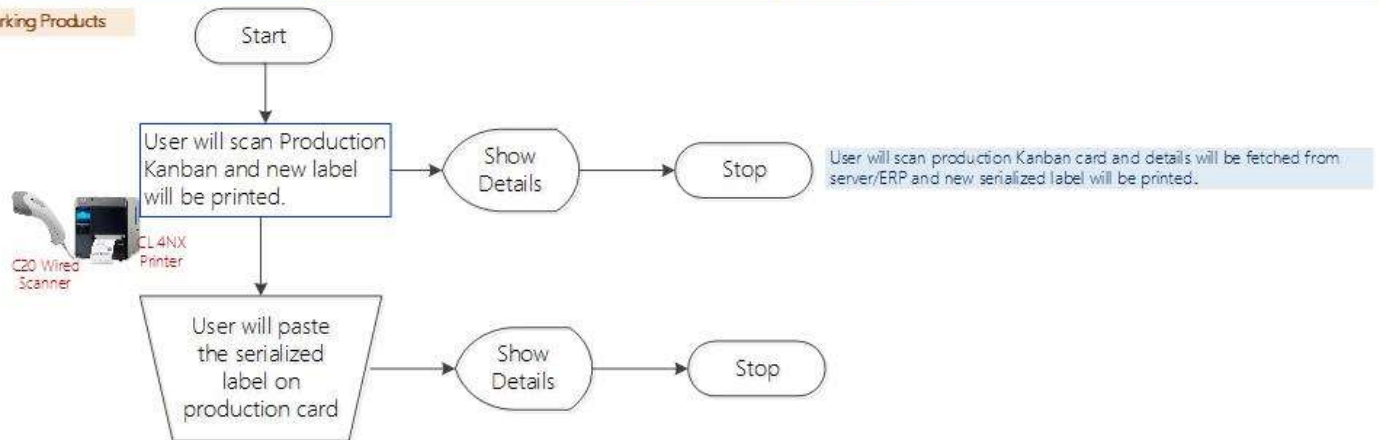 rking Products
Start
User will scan Production
Kanban and new label
will be printed.
Show
Details
Stop
User will scan production Kanban card and details will be fetched from
server/ERP and new serialized label will be printed.
C20 Wired
Scanner
CL4NX
Printer
User will paste
the serialized
label on
production card
Show
Details
Stop